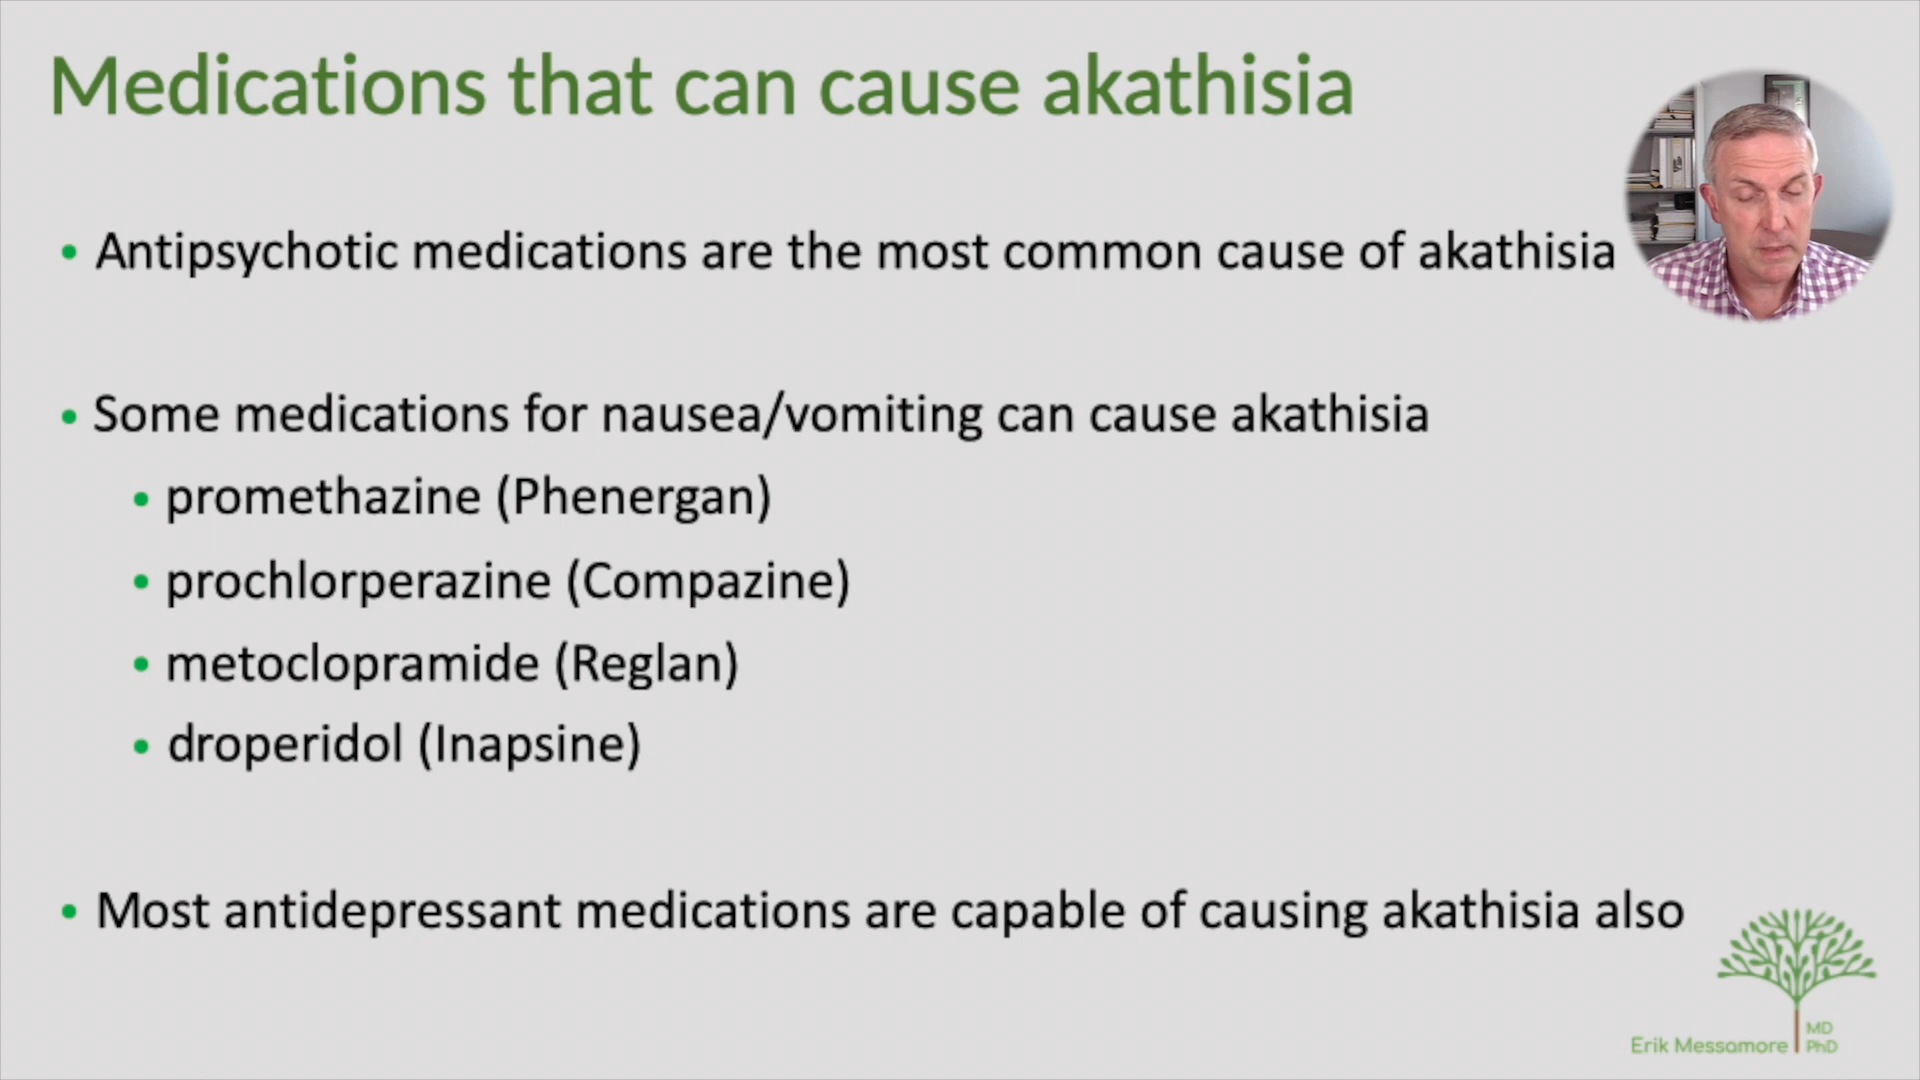 Medications that can cause akathisia
• Antipsychotic medications are the most common cause of akathisia
• Some medications for nausea/vomiting can cause akathisia
• promethazine (Phenergan)
• prochlorperazine (Compazine)
• metoclopramide (Reglan)
• droperidol (Inapsine)
• Most antidepressant medications are capable of causing akathisia also
Erik Messamore
MD
PhD